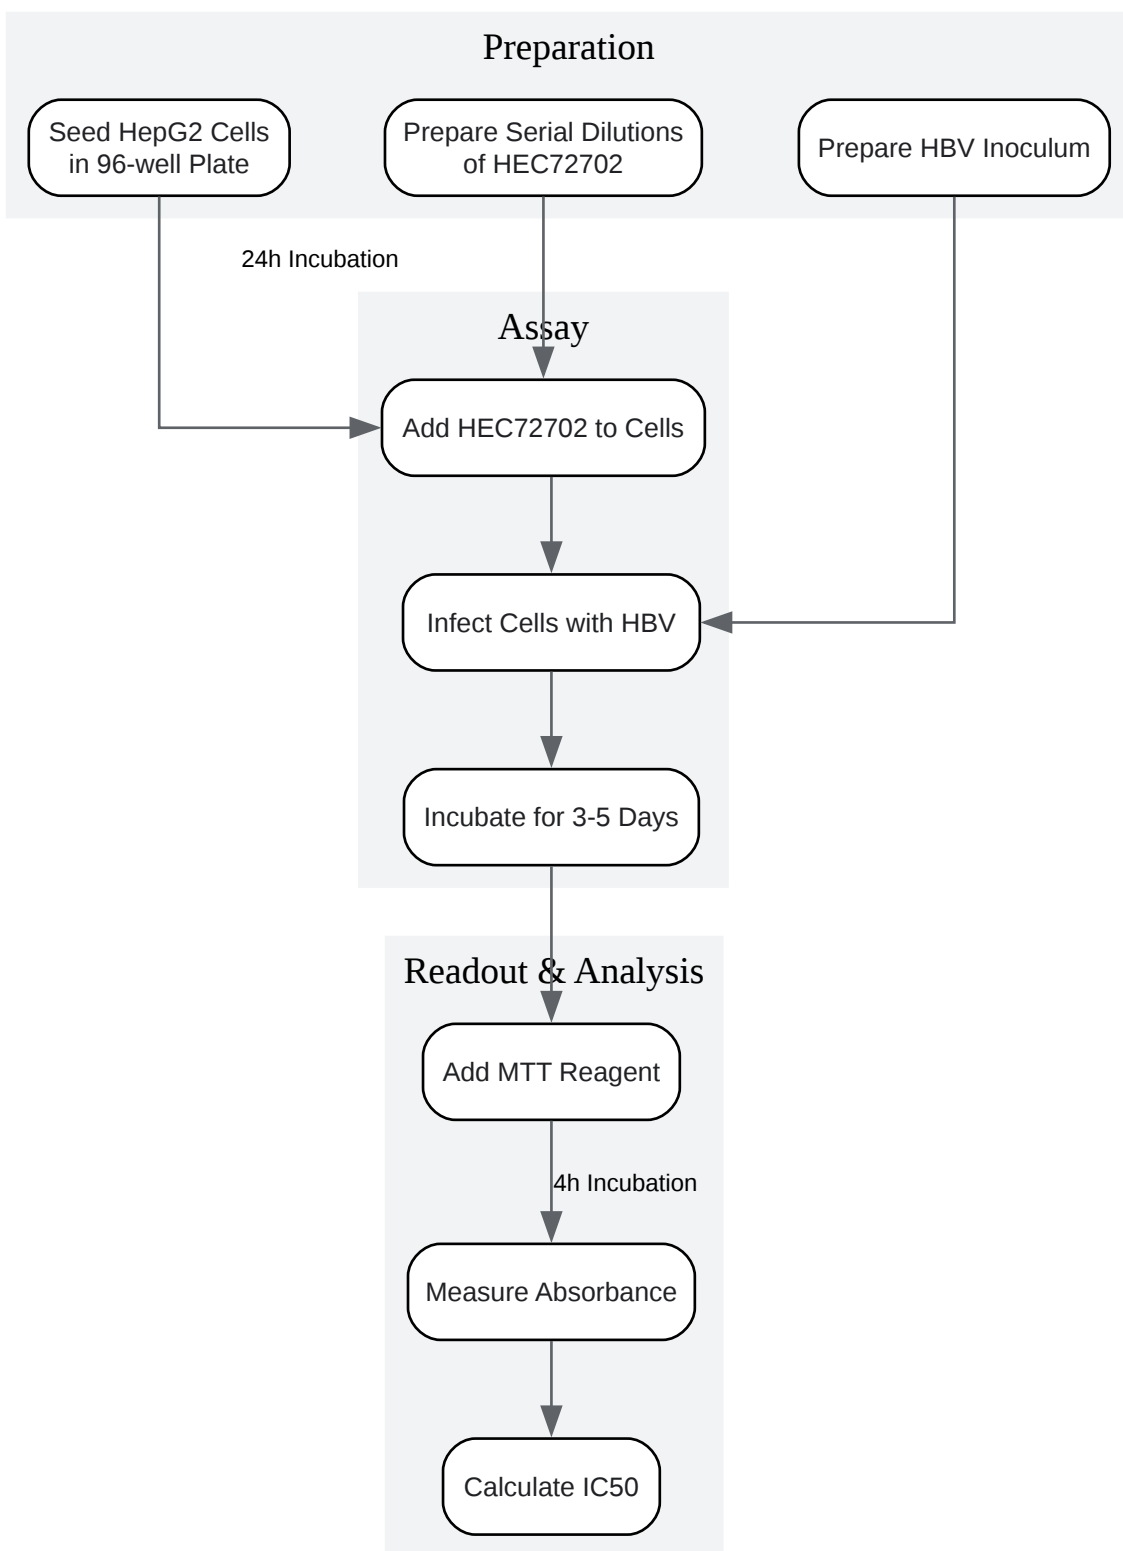 Preparation
Seed HepG2 Cells
in 96-well Plate
Prepare Serial Dilutions
of HEC72702
Prepare HBV Inoculum
24h Incubation
Assay
Add HEC72702 to Cells
Infect Cells with HBV
Incubate for 3-5 Days
Readout & Analysis
Add MTT Reagent
4h Incubation
Measure Absorbance
Calculate IC50